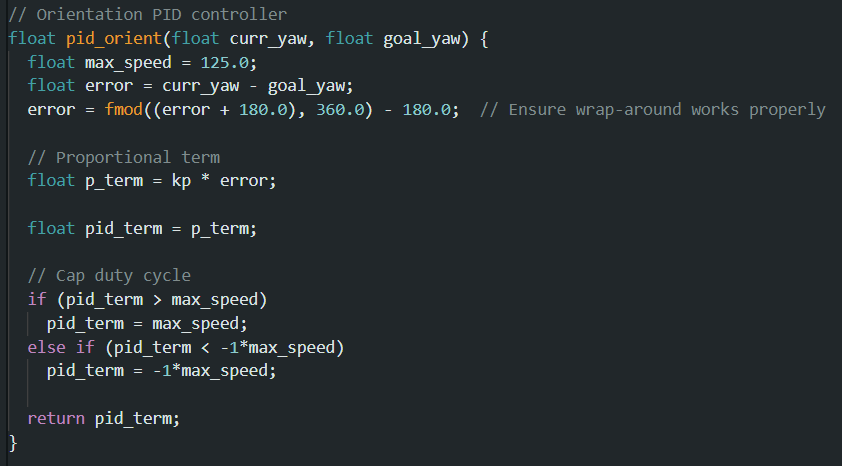 // Orientation PID controller
float pid_orient(float curr_yaw, float goal_yaw) {
  float max_speed = 125.0;
  float error = curr_yaw - goal_yaw;
  error = fmod((error + 180.0), 360.0) - 180.0;  // Ensure wrap-around works properly

  // Proportional term
  float p_term = kp * error;

  float pid_term = p_term;

  // Cap duty cycle
  if (pid_term > max_speed)
    pid_term = max_speed;
  else if (pid_term < -1*max_speed)
    pid_term = -1*max_speed;

  return pid_term;
}